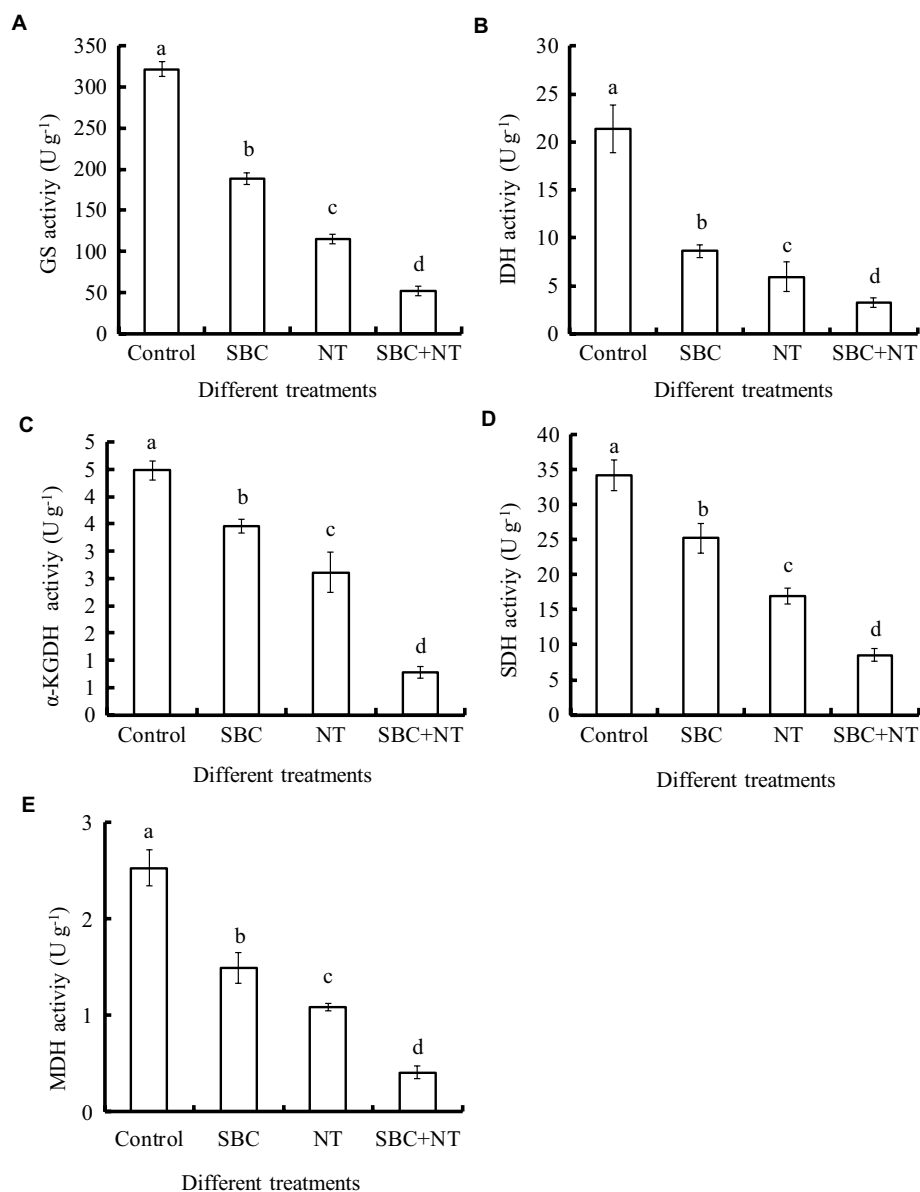 A
GS activiy (U g-1)
350
300
250
200
150
100
50
0
a
b
c
d
Control SBC NT SBC+NT
Different treatments
B
IDH activiy (U g-1)
30
25
20
15
10
5
0
a
b
c
d
Control SBC NT SBC+NT
Different treatments
C
α-KGDH activiy (U g-1)
5
5
4
4
3
3
2
2
1
1
0
a
b
c
d
Control SBC NT SBC+NT
Different treatments
D
SDH activiy (U g-1)
40
35
30
25
20
15
10
5
0
a
b
c
d
Control SBC NT SBC+NT
Different treatments
E
MDH activiy (U g-1)
3
2
1
0
a
b
c
d
Control SBC NT SBC+NT
Different treatments